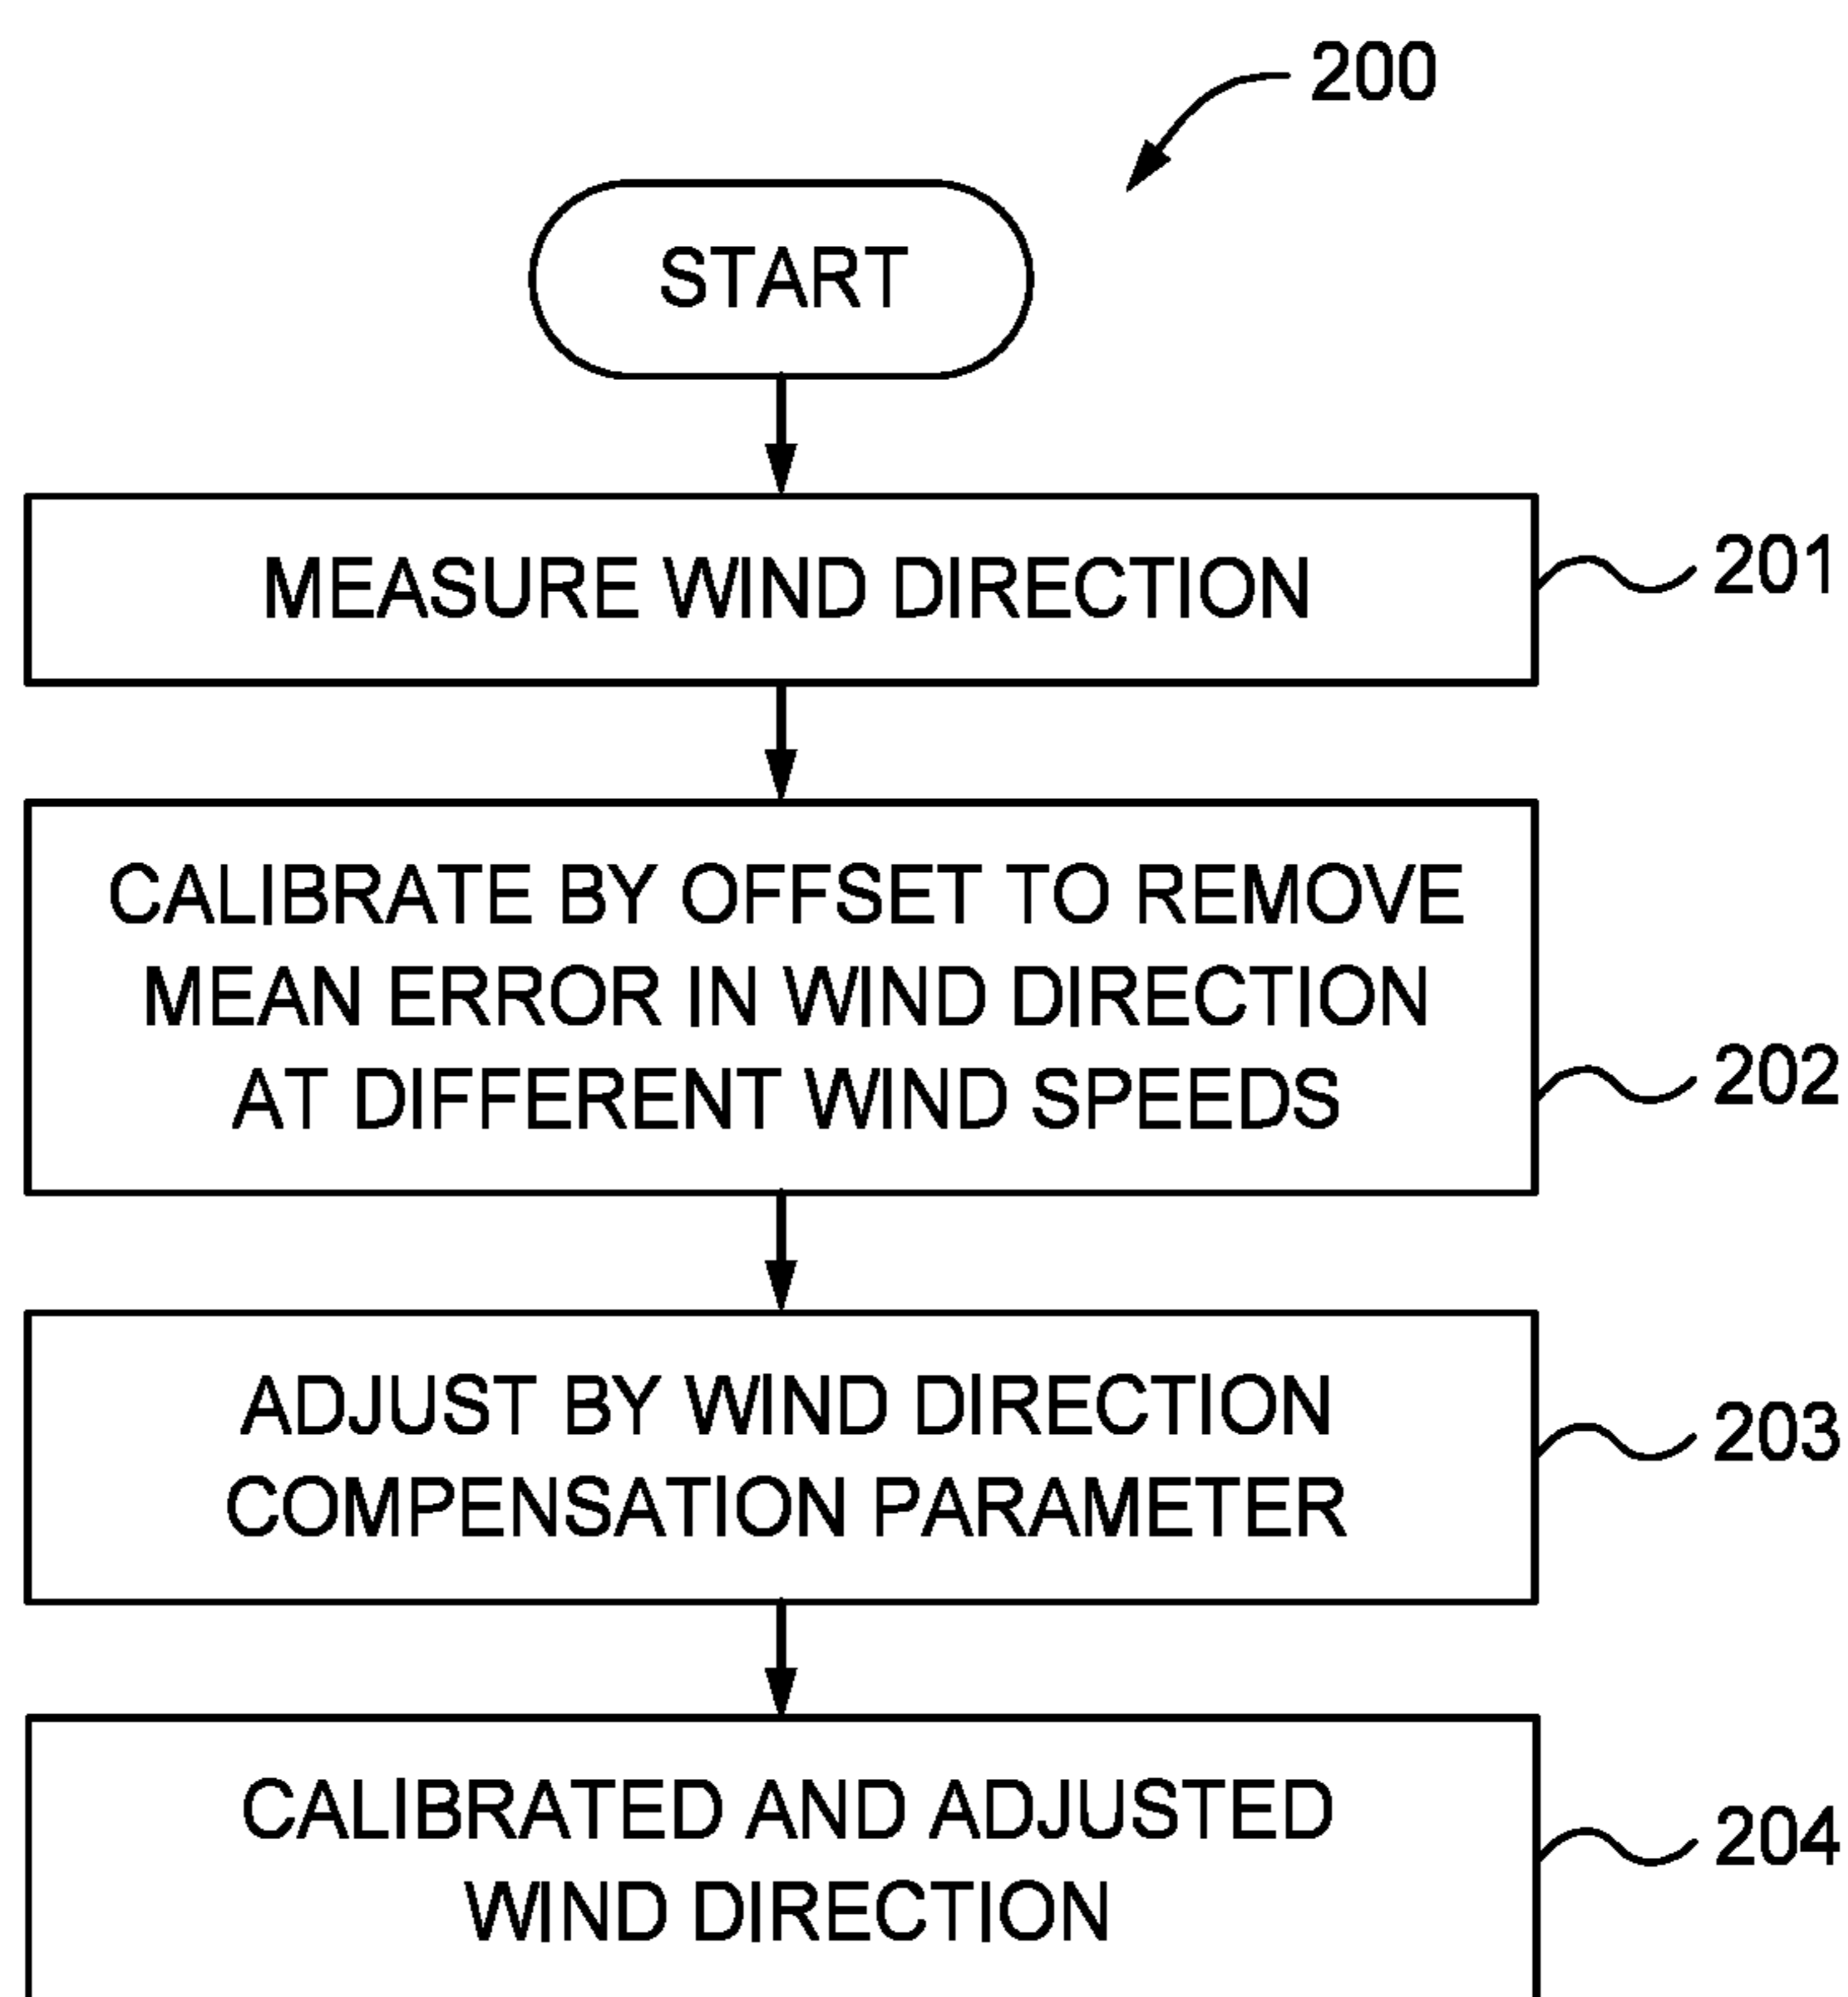 200
START
MEASURE WIND DIRECTION
201
CALIBRATE BY OFFSET TO REMOVE
MEAN ERROR IN WIND DIRECTION
AT DIFFERENT WIND SPEEDS
202
ADJUST BY WIND DIRECTION
COMPENSATION PARAMETER
203
CALIBRATED AND ADJUSTED
WIND DIRECTION
204